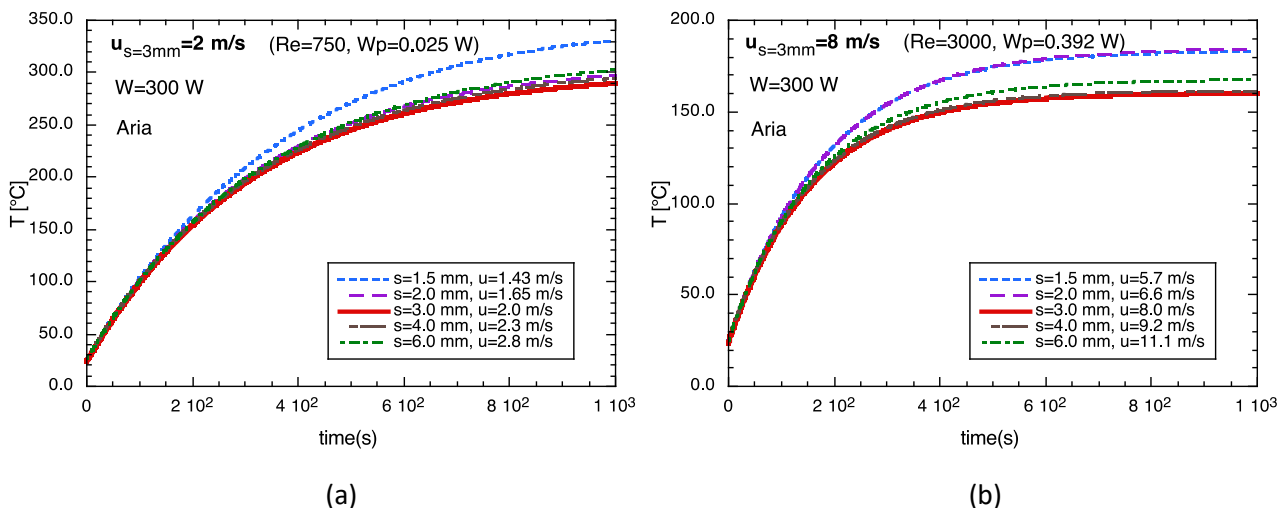 u s=3mm=2 m/s (Re=750, Wp=0.025 W)
W=300 W
Aria
350.0
300.0
250.0
200.0
150.0
100.0
50.0
0.0
T [°C]
s=1.5 mm, u=1.43 m/s
s=2.0 mm, u=1.65 m/s
s=3.0 mm, u=2.0 m/s
s=4.0 mm, u=2.3 m/s
s=6.0 mm, u=2.8 m/s
0 2 10² 4 10² 6 10² 8 10² 1 10³
time(s)
(a)
u s=3mm=8 m/s (Re=3000, Wp=0.392 W)
W=300 W
Aria
200.0
150.0
100.0
50.0
0.0
T [°C]
s=1.5 mm, u=5.7 m/s
s=2.0 mm, u=6.6 m/s
s=3.0 mm, u=8.0 m/s
s=4.0 mm, u=9.2 m/s
s=6.0 mm, u=11.1 m/s
0 2 10² 4 10² 6 10² 8 10² 1 10³
time(s)
(b)